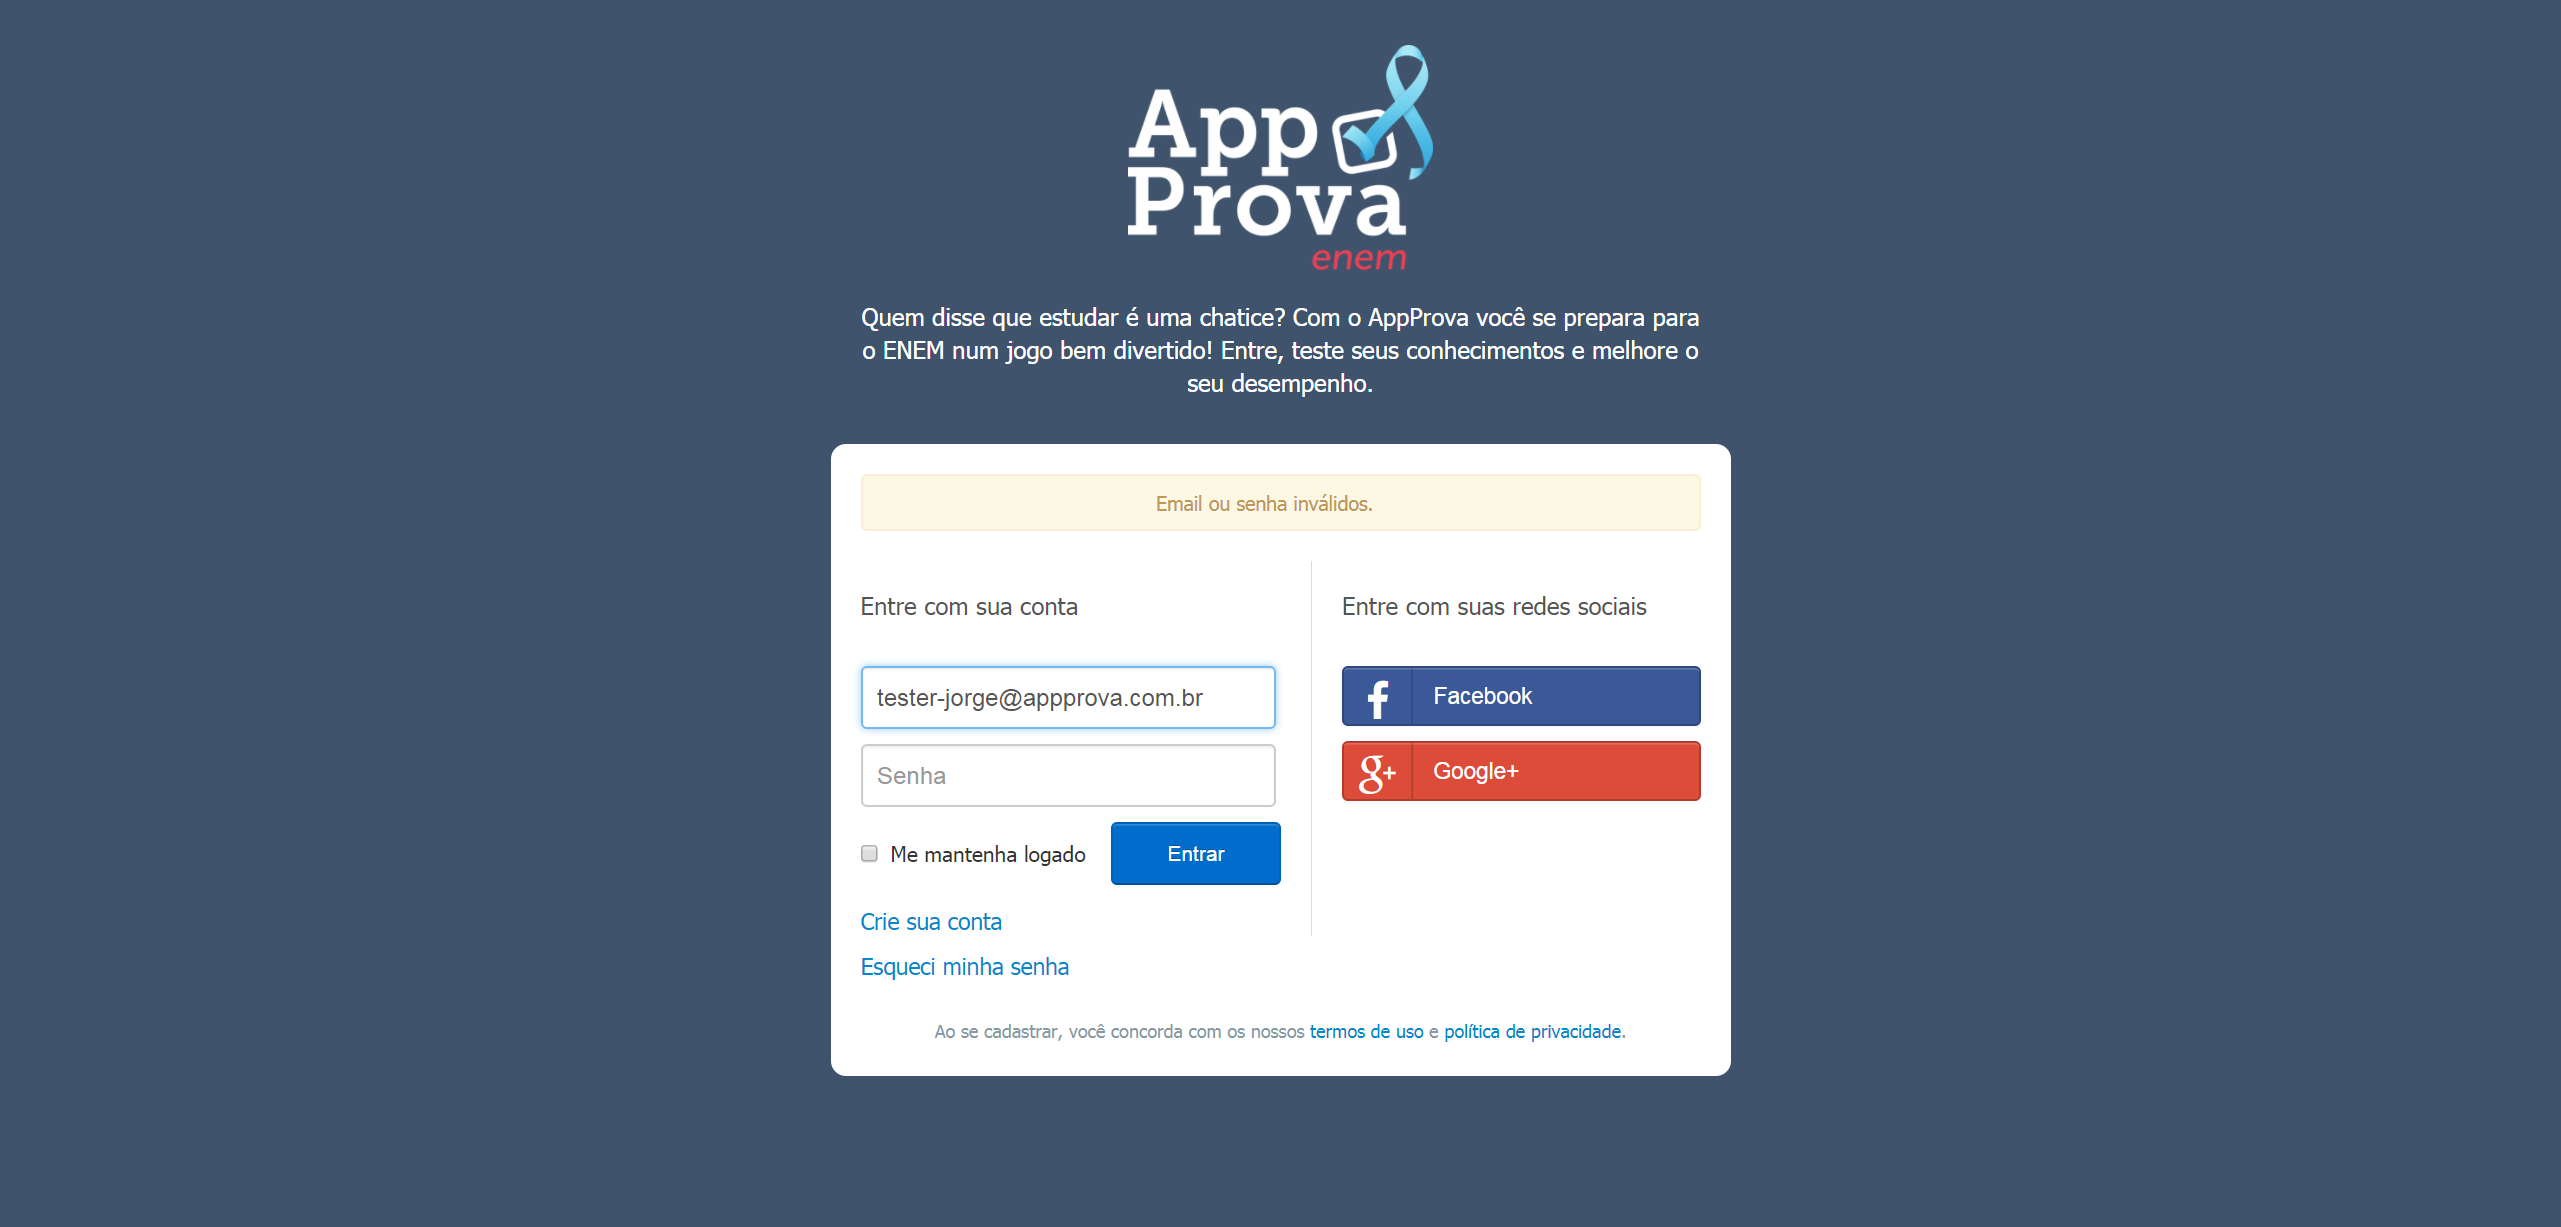 App
Prova
enem
Quem disse que estudar é uma chatice? Com o AppProva você se prepara para
o ENEM num jogo bem divertido! Entre, teste seus conhecimentos e melhore o
seu desempenho.
Email ou senha inválidos.
Entre com sua conta
tester-jorge@appprova.com.br
Senha
Me mantenha logado
Entrar
Crie sua conta
Esqueci minha senha
Entre com suas redes sociais
f Facebook
g+ Google+
Ao se cadastrar, você concorda com os nossos termos de uso e política de privacidade.